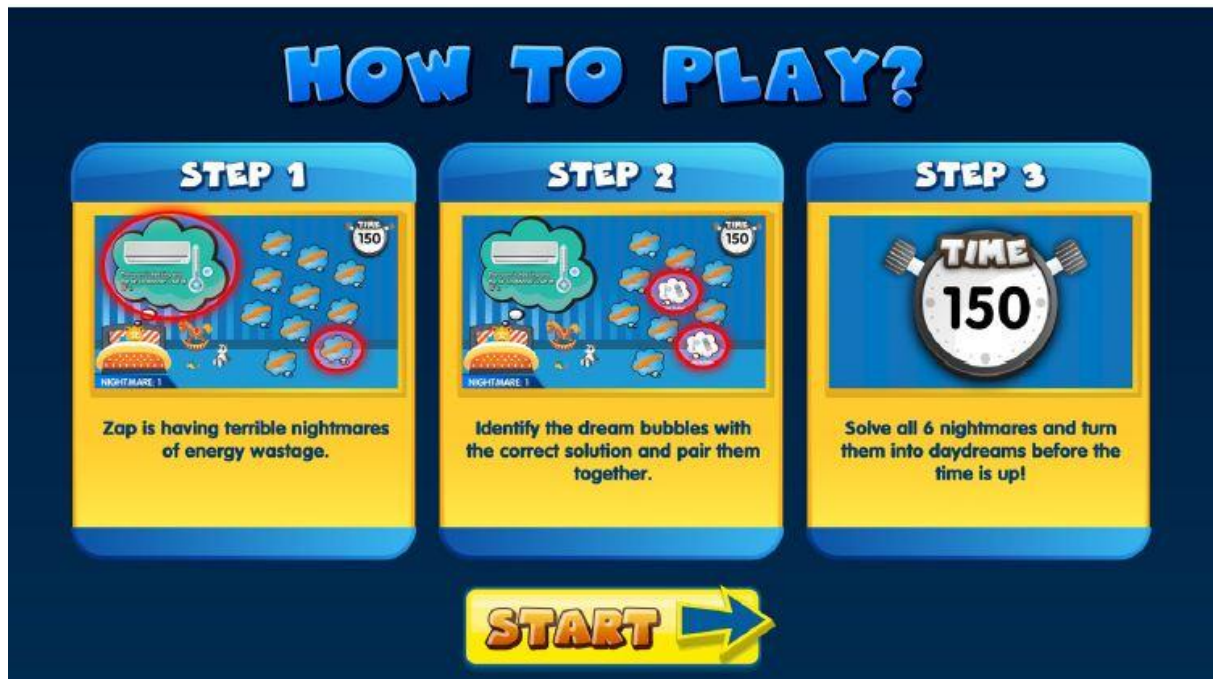 HOW TO PLAY?
STEP 1
TIME
150
NIGHTMARE: 1
Zap is having terrible nightmares
of energy wastage.
STEP 2
TIME
150
NIGHTMARE: 1
Identify the dream bubbles with
the correct solution and pair them
together.
STEP 3
TIME
150
Solve all 6 nightmares and turn
them into daydreams before the
time is up!
START